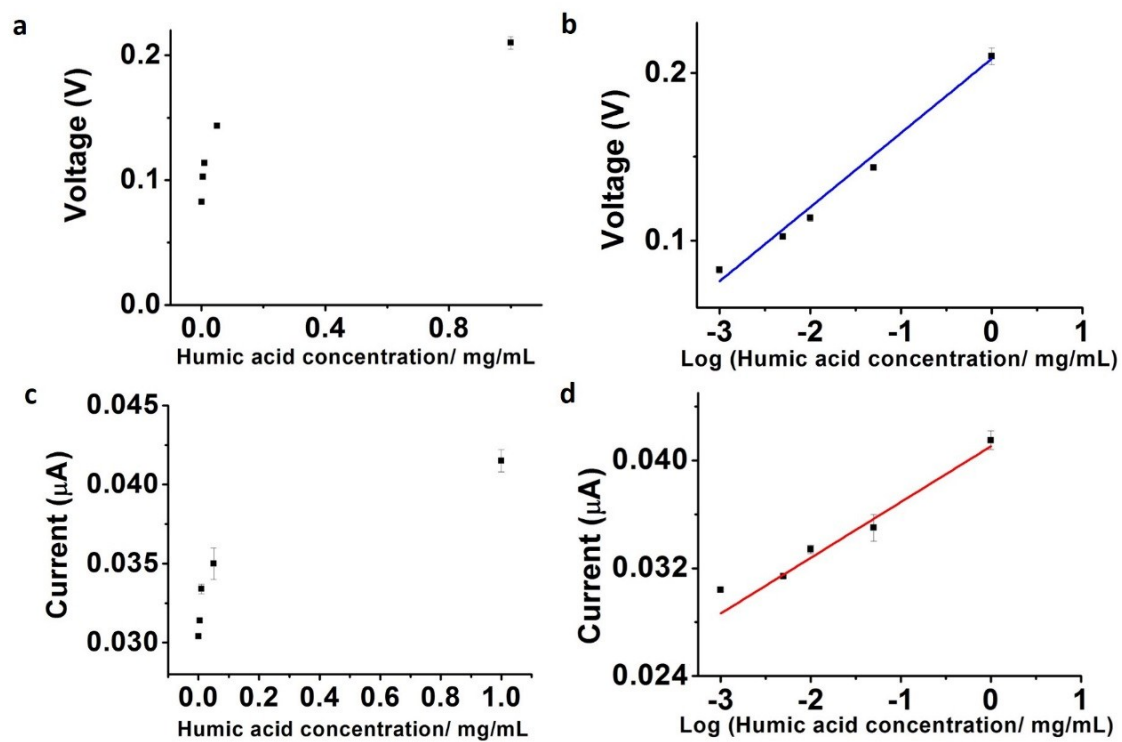 a
Voltage (V)
0.2
0.1
0.0
0.0 0.4 0.8
Humic acid concentration/ mg/mL
b
Voltage (V)
0.2
0.1
-3 -2 -1 0 1
Log (Humic acid concentration/ mg/mL)
c
Current (μA)
0.045
0.040
0.035
0.030
0.0 0.2 0.4 0.6 0.8 1.0
Humic acid concentration/ mg/mL
d
Current (μA)
0.040
0.032
0.024
-3 -2 -1 0 1
Log (Humic acid concentration/ mg/mL)